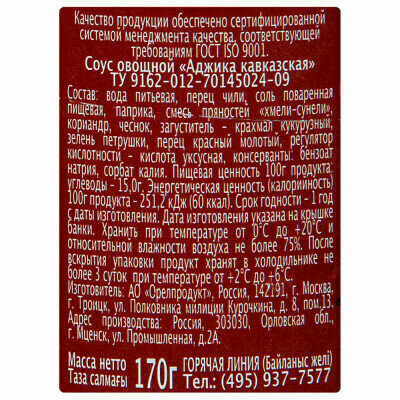 Качество продукции обеспечено сертифицированной
системой менеджмента качества, соответствующей
требованиям ГОСТ ISO 9001.
Соус овощной «Аджика кавказская»
ТУ 9162-012-70145024-09
Состав: вода питьевая, перец чили, соль поваренная
пищевая, паприка, смесь пряностей «хмели-сунели»,
кориандр, чеснок, загуститель - крахмал кукурузный,
зелень петрушки, перец красный молотый, регулятор
кислотности - кислота уксусная, консерванты: бензоат
натрия, сорбат калия. Пищевая ценность 100г продукта:
углеводы - 15,0г. Энергетическая ценность (калорийность)
100г продукта - 251,2 кДж (60 ккал). Срок годности - 1 год
с даты изготовления. Дата изготовления указана на крышке
банки. Хранить при температуре от 0°С до +20°С и
относительной влажности воздуха не более 75%. После
вскрытия упаковки продукт хранят в холодильнике не
более 3 суток при температуре от +2°С до +6°С.
Изготовитель: АО «Орелпродукт», Россия, 142191, г. Москва,
г. Троицк, ул. Полковника милиции Курочкина, д. 8, пом.13.
Адрес производства: Россия, 303030, Орловская обл.,
г. Мценск, ул. Промышленная, д.2А.
Масса нетто
Таза салмағы 170г
ГОРЯЧАЯ ЛИНИЯ (Байланыс желі)
Тел.: (495) 937-7577